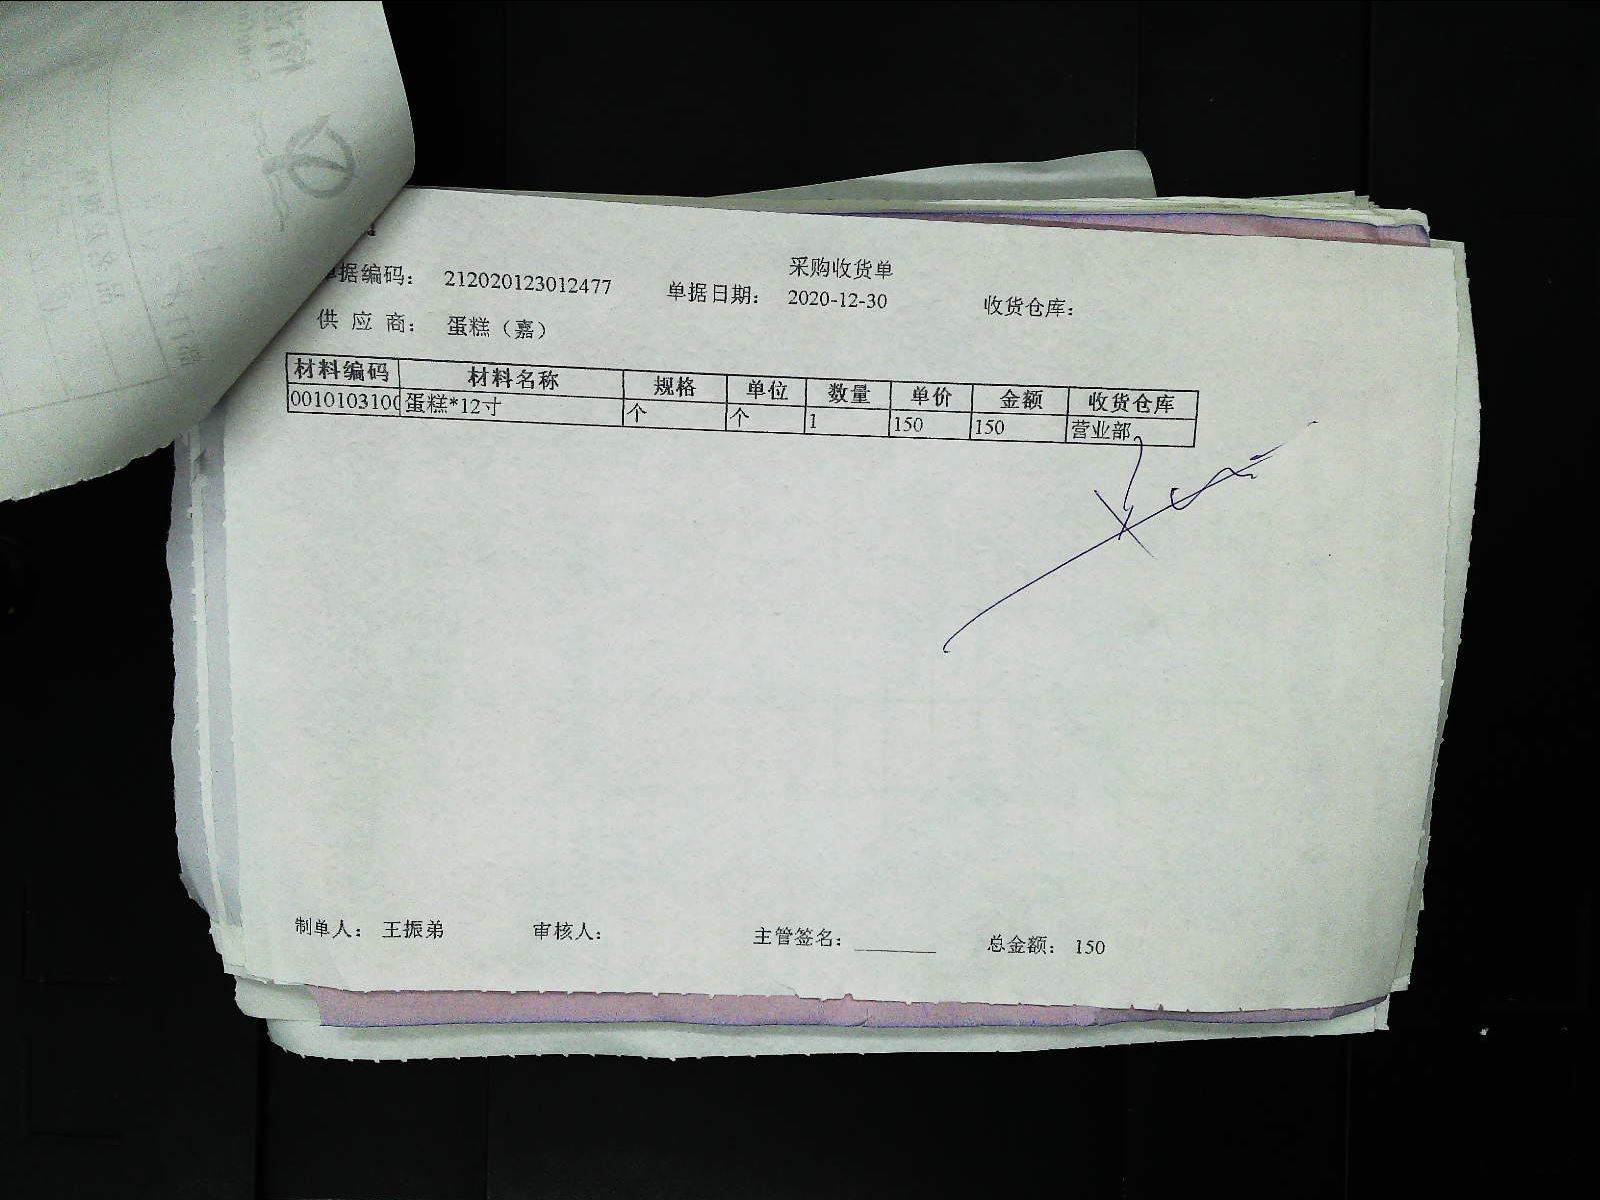 采购收货单
单据编码： 212020123012477 单据日期： 2020-12-30 收货仓库：
供 应 商： 蛋糕（嘉）
材料编码 材料名称 规格 单位 数量 单价 金额 收货仓库
0010103100 蛋糕*12寸 个 个 1 150 150 营业部
制单人： 王振弟 审核人： 主管签名： ________ 总金额： 150